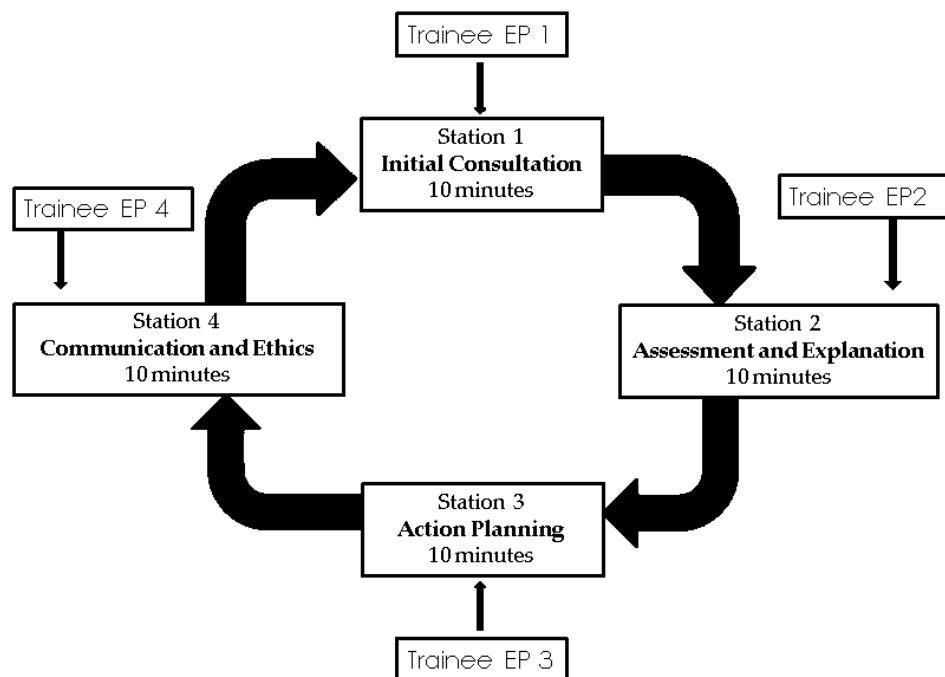 Trainee EP 1
Station 1
Initial Consultation
10 minutes
Trainee EP 4
Trainee EP2
Station 4
Communication and Ethics
10 minutes
Station 2
Assessment and Explanation
10 minutes
Station 3
Action Planning
10 minutes
Trainee EP 3